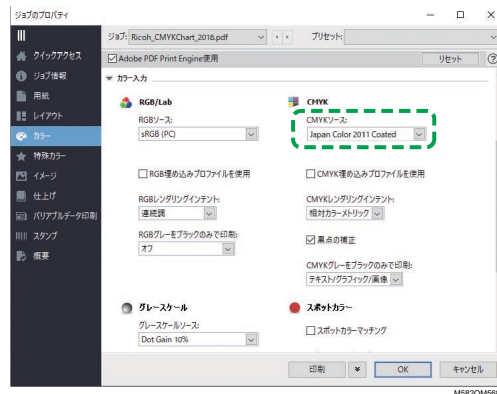 ジョブのプロパティ
ジョブ: Ricoh_CMYKChart_2018.pdf
プリセット:
クイックアクセス
ジョブ情報
用紙
レイアウト
カラー
特殊カラー
イメージ
仕上げ
バリアブルデータ印刷
スタンプ
概要
Adobe PDF Print Engine使用
リセット
カラー入力
RGB/Lab
RGBソース:
sRGB (PC)
RGB埋め込みプロファイルを使用
RGBレンダリングインテント:
連続調
RGBグレーをブラックのみで印刷:
オフ
CMYK
CMYKソース:
Japan Color 2011 Coated
CMYK埋め込みプロファイルを使用
CMYKレンダリングインテント:
相対カラーメトリック
黒点の補正
CMYKグレーをブラックのみで印刷:
テキスト/グラフィック/画像
グレースケール
グレースケールソース:
Dot Gain 10%
スポットカラー
スポットカラーマッチング
印刷
OK
キャンセル